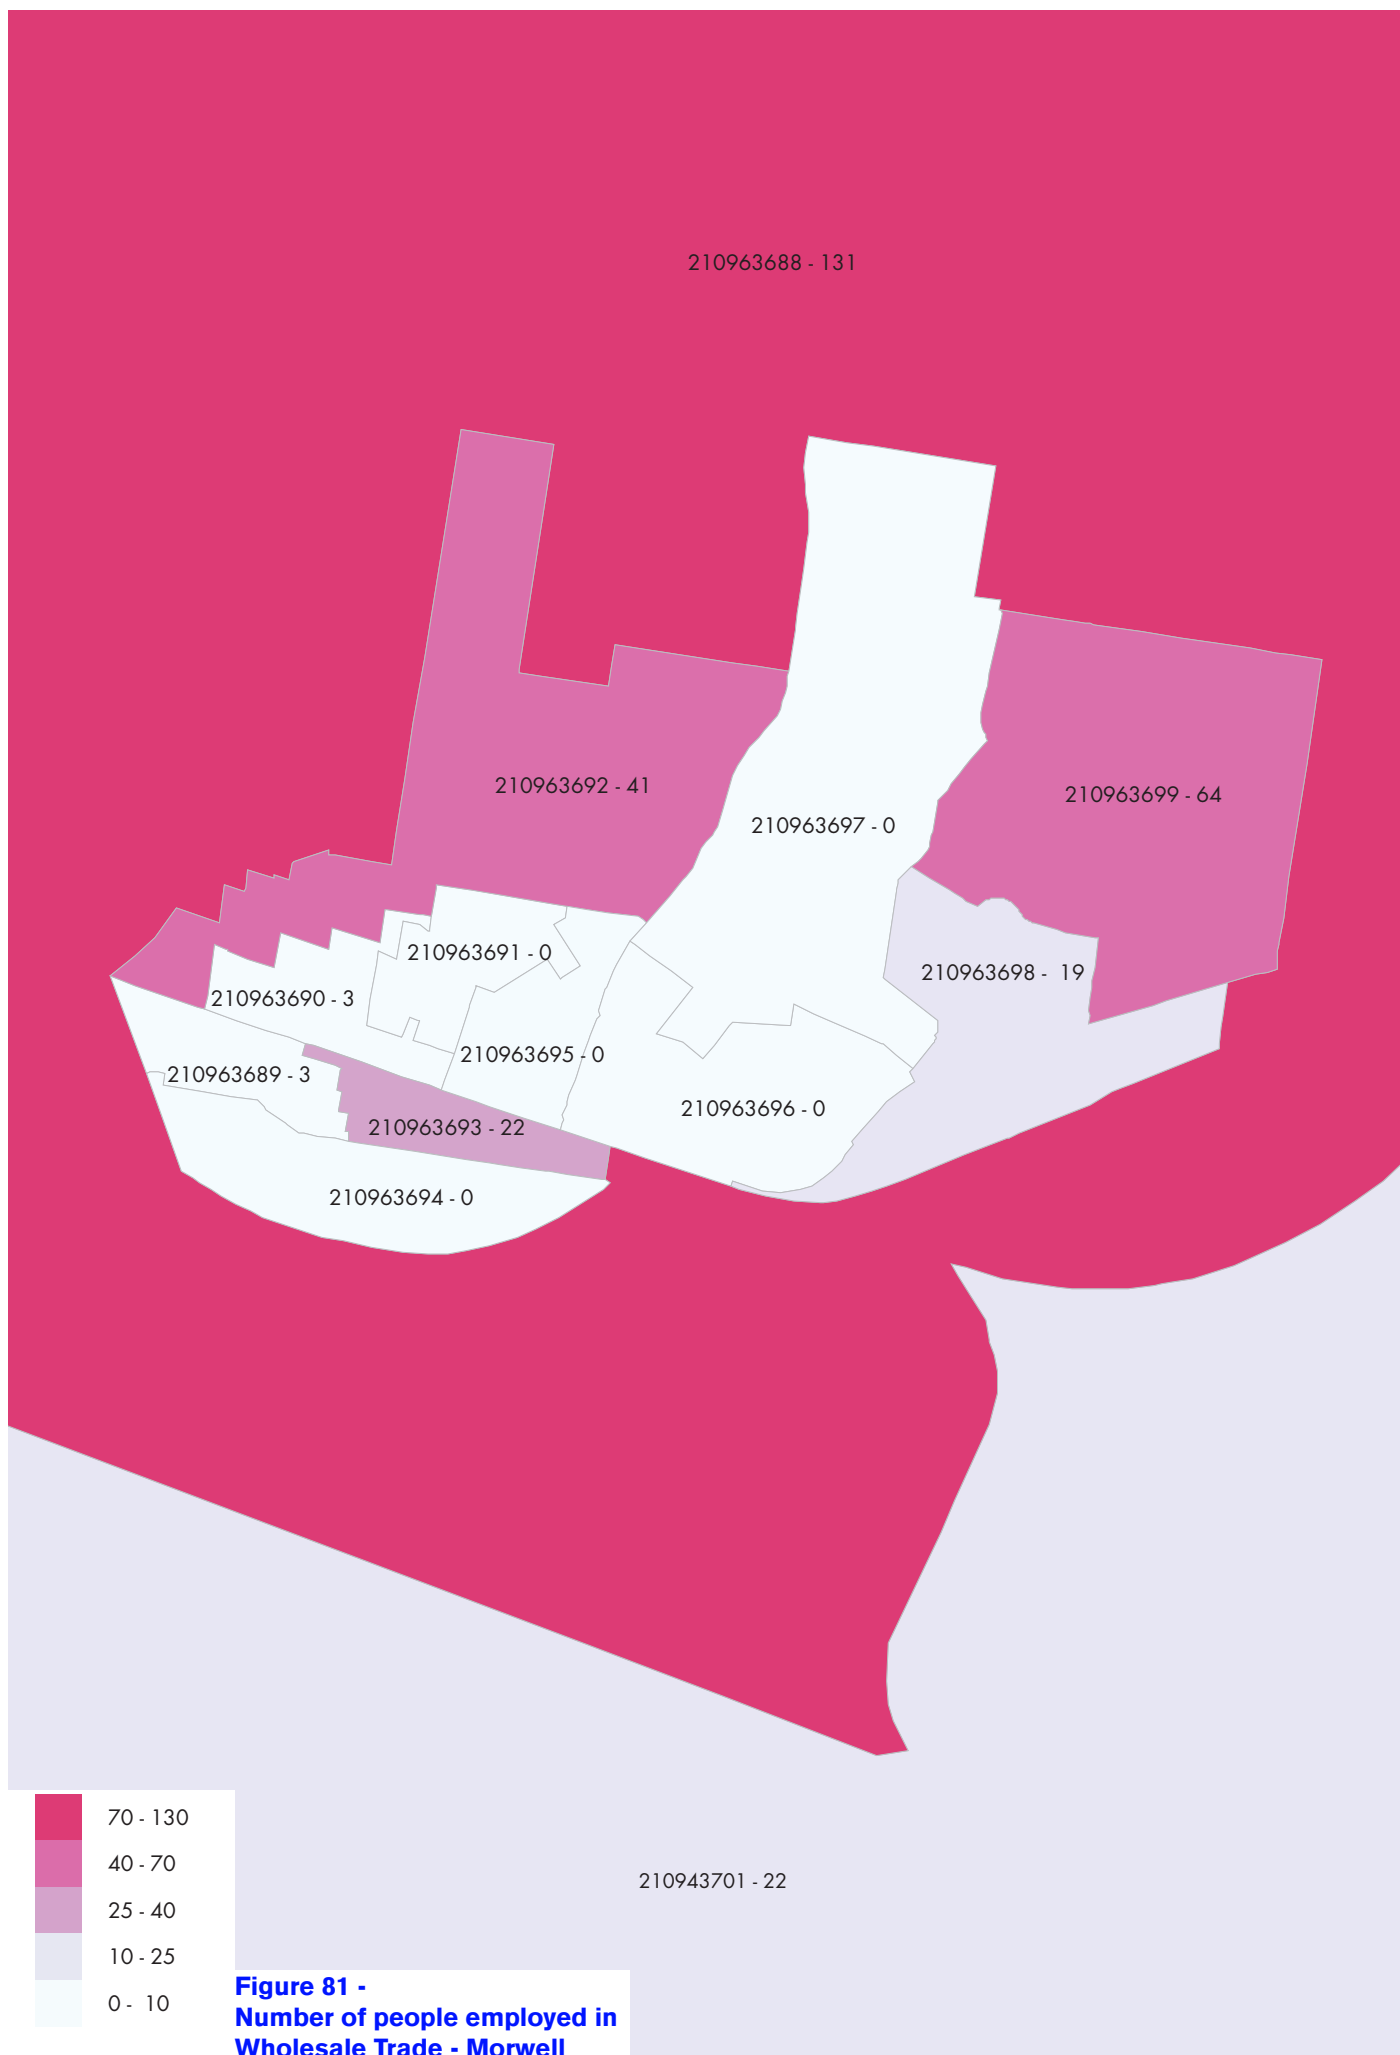 210963688 - 131
210963692 - 41
210963699 - 64
210963697 - 0
210963691 - 0
210963698 - 19
210963690 - 3
210963695 - 0
210963689 - 3
210963696 - 0
210963693 - 22
210963694 - 0
70 - 130
40 - 70
210943701 - 22
25 - 40
10 - 25
0 - 10
Figure 81 -
Number of people employed in
Wholesale Trade - Morwell